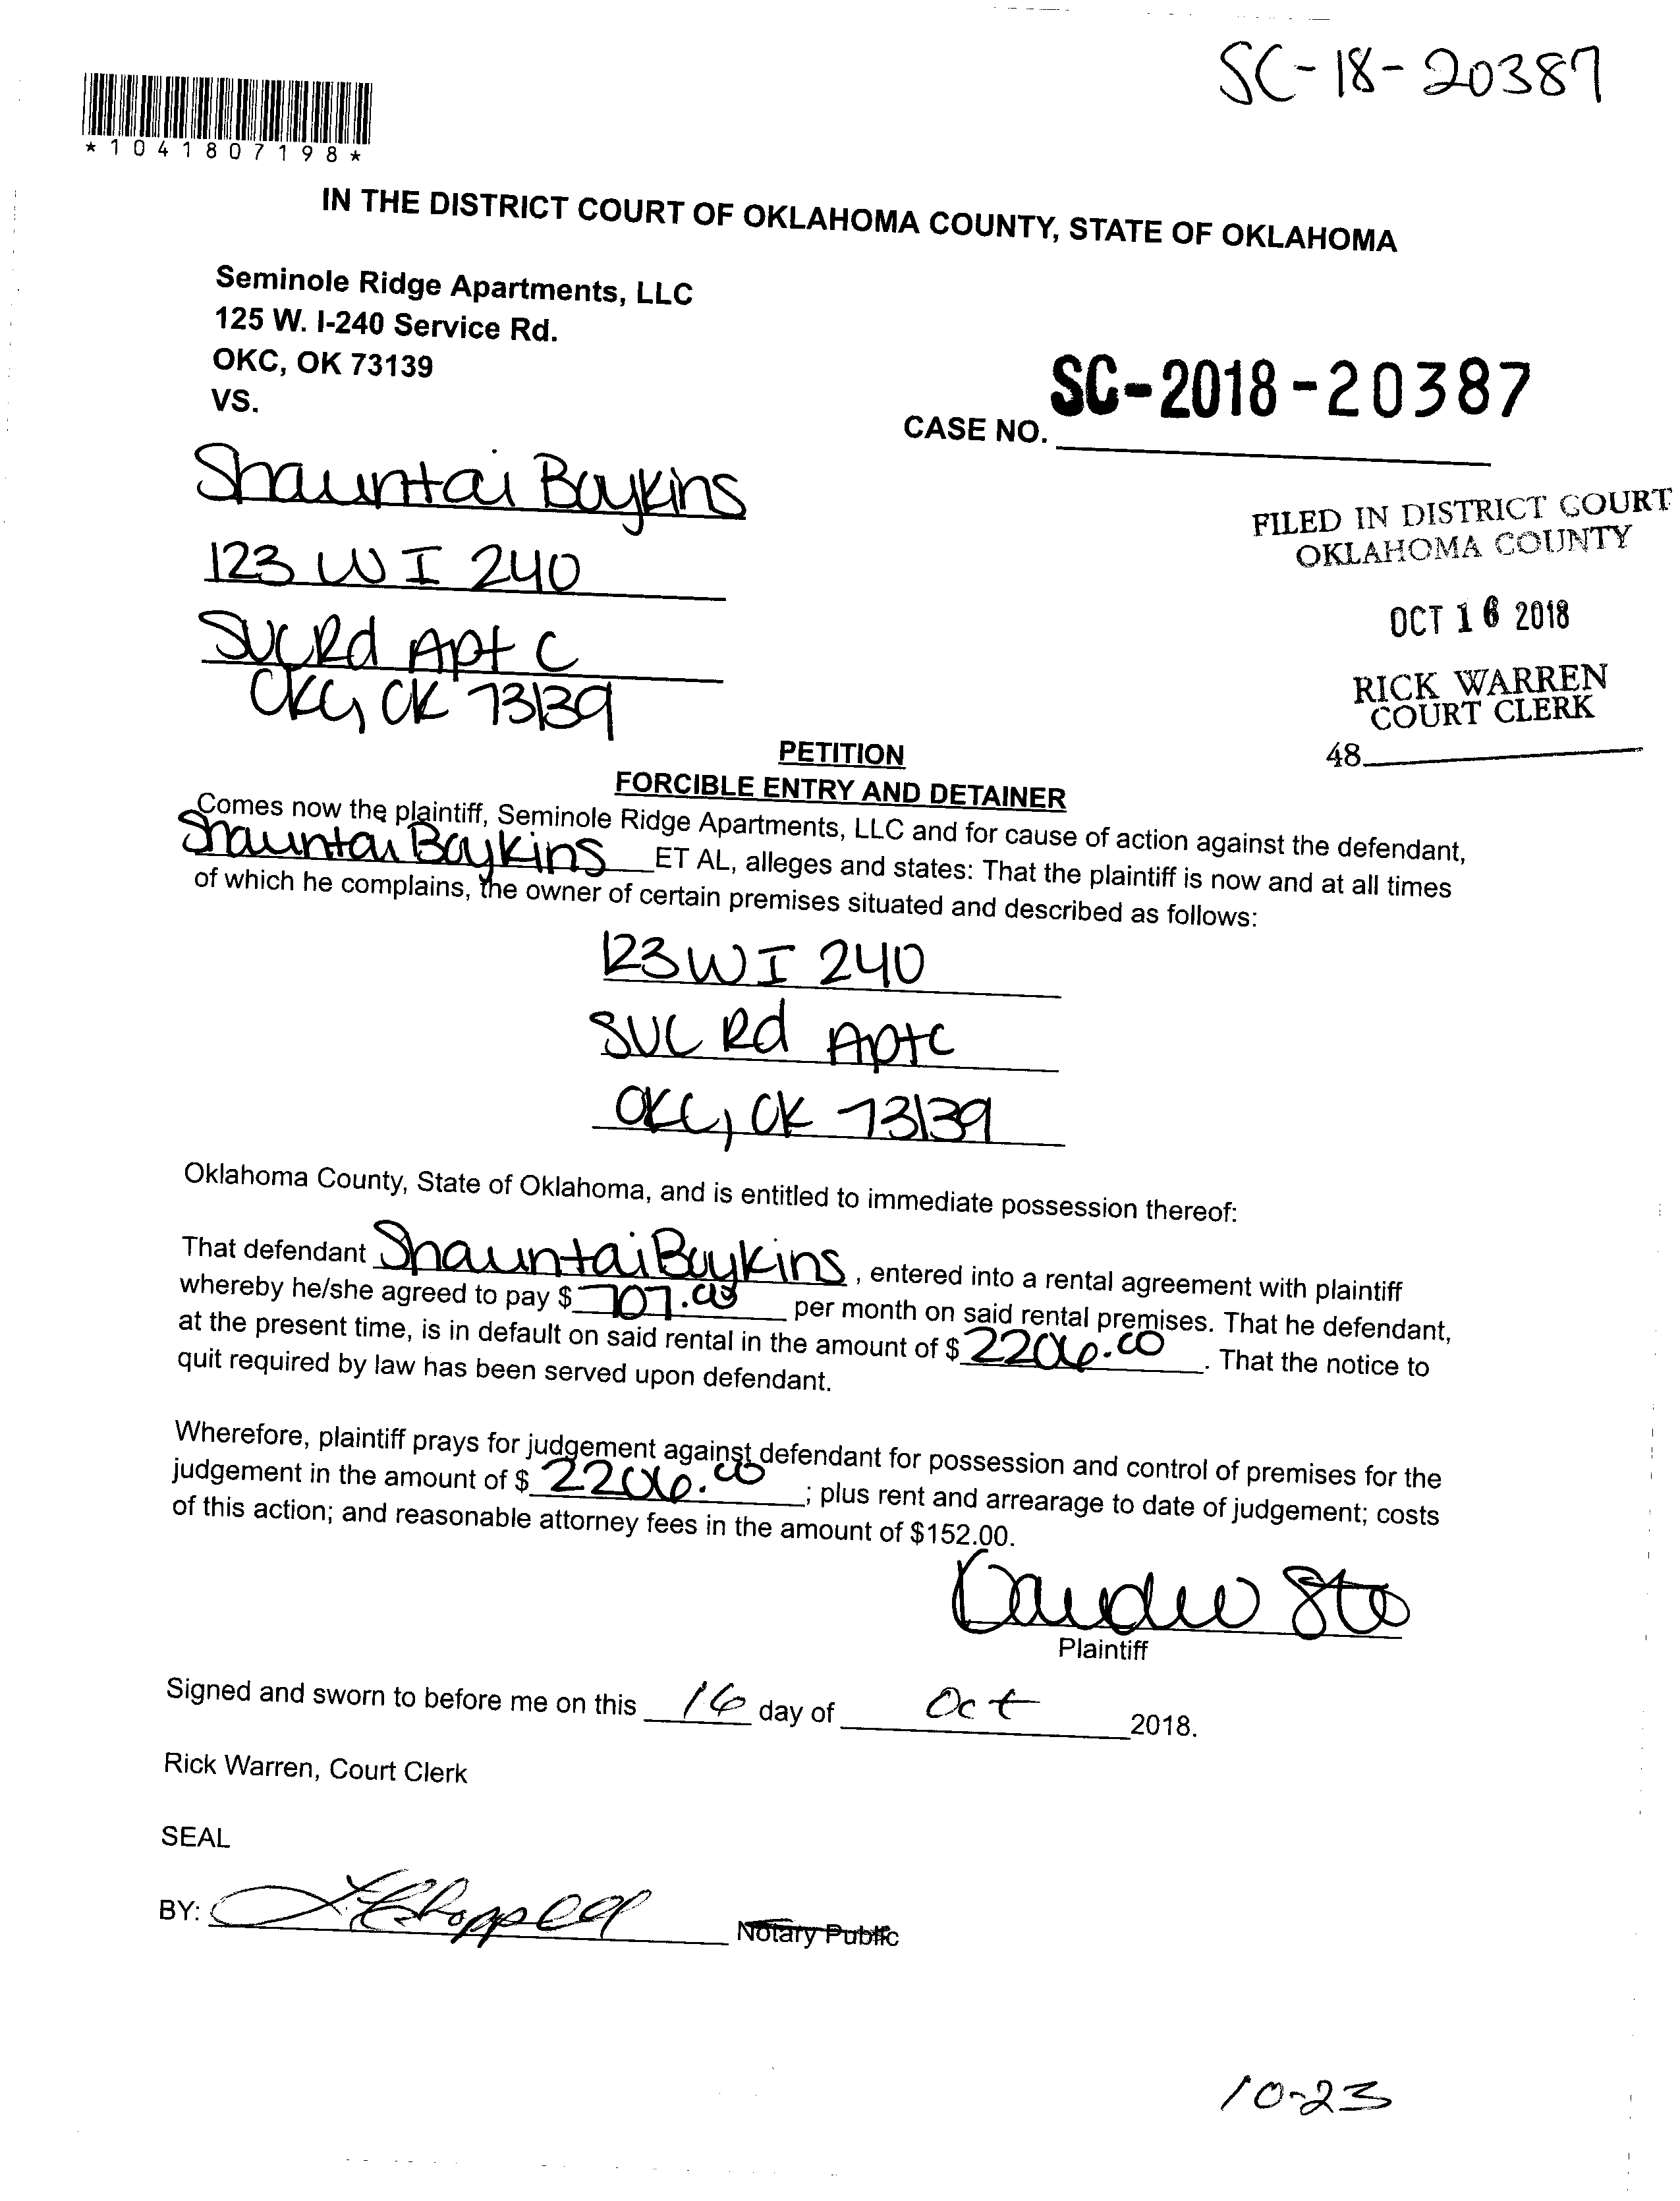 SC-18-20387
*1041807198*
IN THE DISTRICT COURT OF OKLAHOMA COUNTY, STATE OF OKLAHOMA
Seminole Ridge Apartments, LLC
125 W. I-240 Service Rd.
OKC, OK 73139
VS.
CASE NO. SC-2018-20387
Shauntai Boykins
123 W I 240
SVC Rd Apt C
OKC, OK 73139
FILED IN DISTRICT COURT
OKLAHOMA COUNTY
OCT 16 2018
RICK WARREN
COURT CLERK
48
PETITION
FORCIBLE ENTRY AND DETAINER
Comes now the plaintiff, Seminole Ridge Apartments, LLC and for cause of action against the defendant,
Shauntai Boykins ET AL, alleges and states: That the plaintiff is now and at all times
of which he complains, the owner of certain premises situated and described as follows:
123 W I 240
SVC Rd Apt C
OKC, OK 73139
Oklahoma County, State of Oklahoma, and is entitled to immediate possession thereof:
That defendant Shauntai Boykins, entered into a rental agreement with plaintiff
whereby he/she agreed to pay $ 707.00 per month on said rental premises. That he defendant,
at the present time, is in default on said rental in the amount of $ 2206.00. That the notice to
quit required by law has been served upon defendant.
Wherefore, plaintiff prays for judgement against defendant for possession and control of premises for the
judgement in the amount of $ 2206.00; plus rent and arrearage to date of judgement; costs
of this action; and reasonable attorney fees in the amount of $152.00.
Plaintiff
Signed and sworn to before me on this 16 day of Oct 2018.
Rick Warren, Court Clerk
SEAL
BY: Notary Public
10-23